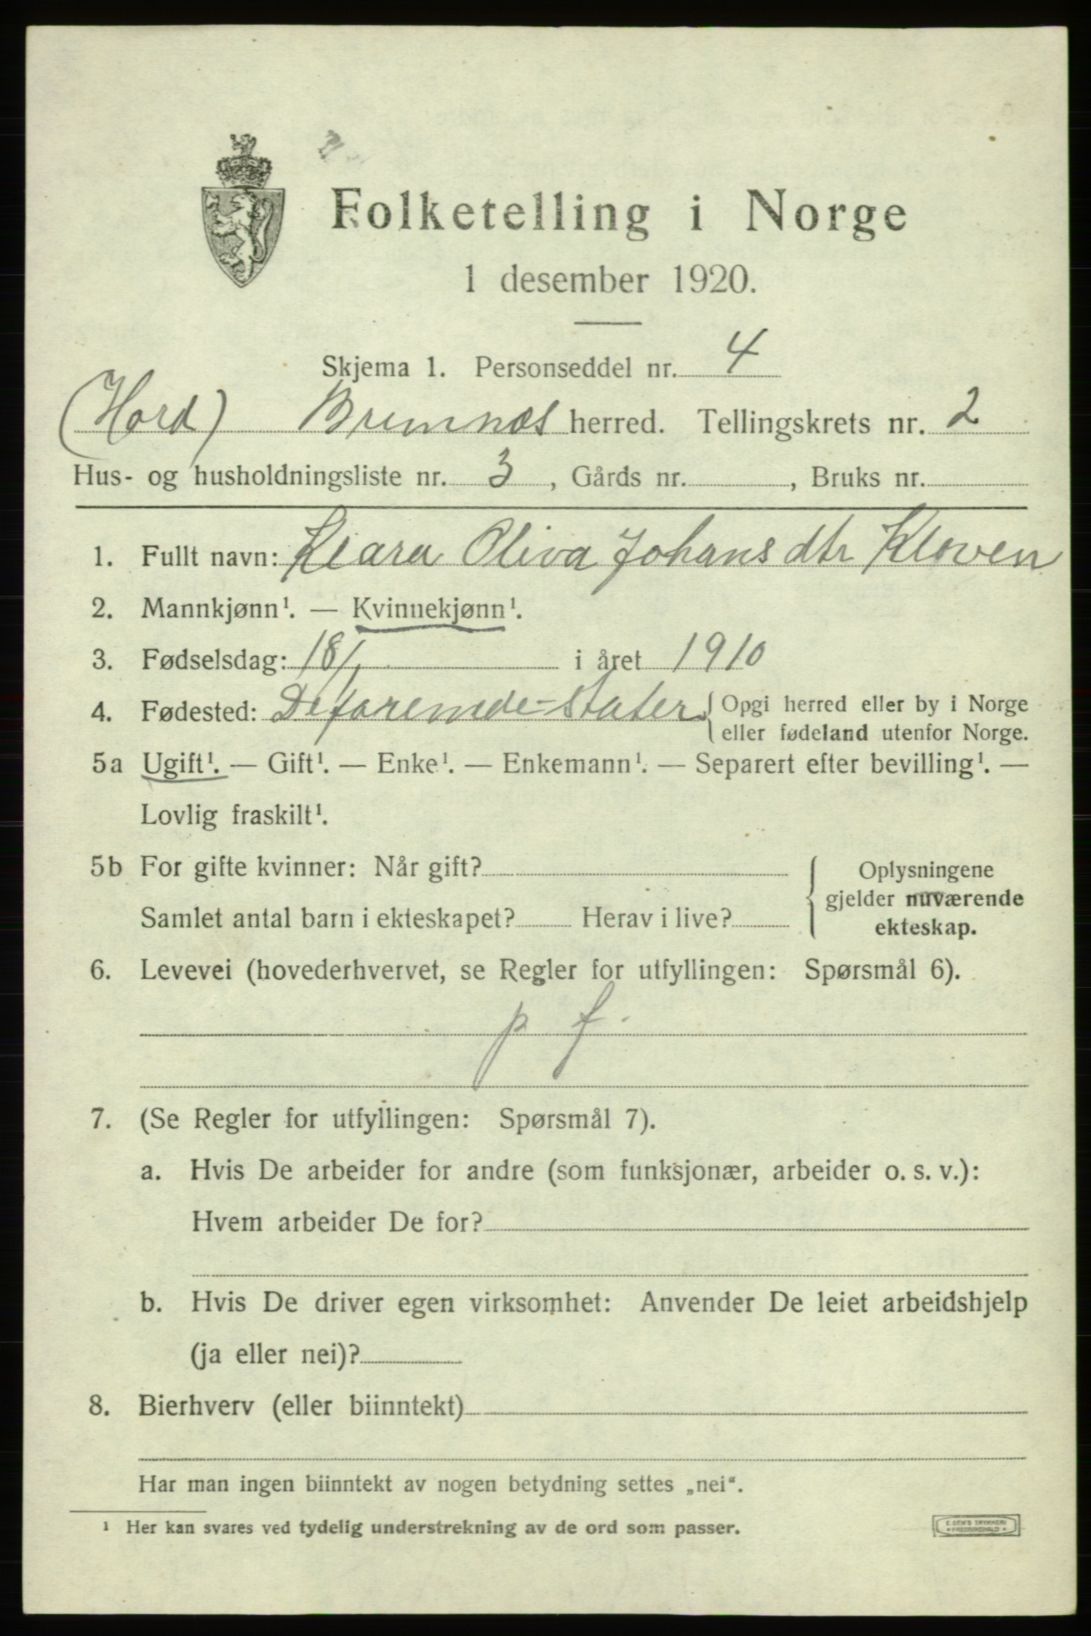 Folketelling i Norge
1 desember 1920.
Skjema 1. Personseddel nr. 4
(Hord) Bremnes herred. Tellingskrets nr. 2
Hus- og husholdningsliste nr. 3, Gårds nr. , Bruks nr.
1. Fullt navn: Klara Oliva Johansdtr Kloven
2. Mannkjønn¹. — Kvinnekjønn¹.
3. Fødselsdag: 18/1 i året 1910
4. Fødested: Deforenede-Stater { Opgi herred eller by i Norge
eller fødeland utenfor Norge.
5a Ugift¹. — Gift¹. — Enke¹. — Enkemann¹. — Separert efter bevilling¹. —
Lovlig fraskilt¹.
5b For gifte kvinner: Når gift?
Samlet antal barn i ekteskapet? Herav i live?
{ Oplysningene
gjelder nuværende
ekteskap.
6. Levevei (hovederhvervet, se Regler for utfyllingen: Spørsmål 6).
p f.
7. (Se Regler for utfyllingen: Spørsmål 7).
a. Hvis De arbeider for andre (som funksjonær, arbeider o. s. v.):
Hvem arbeider De for?
b. Hvis De driver egen virksomhet: Anvender De leiet arbeidshjelp
(ja eller nei)?
8. Bierhverv (eller biinntekt)
Har man ingen biinntekt av nogen betydning settes „nei“.
¹ Her kan svares ved tydelig understrekning av de ord som passer.